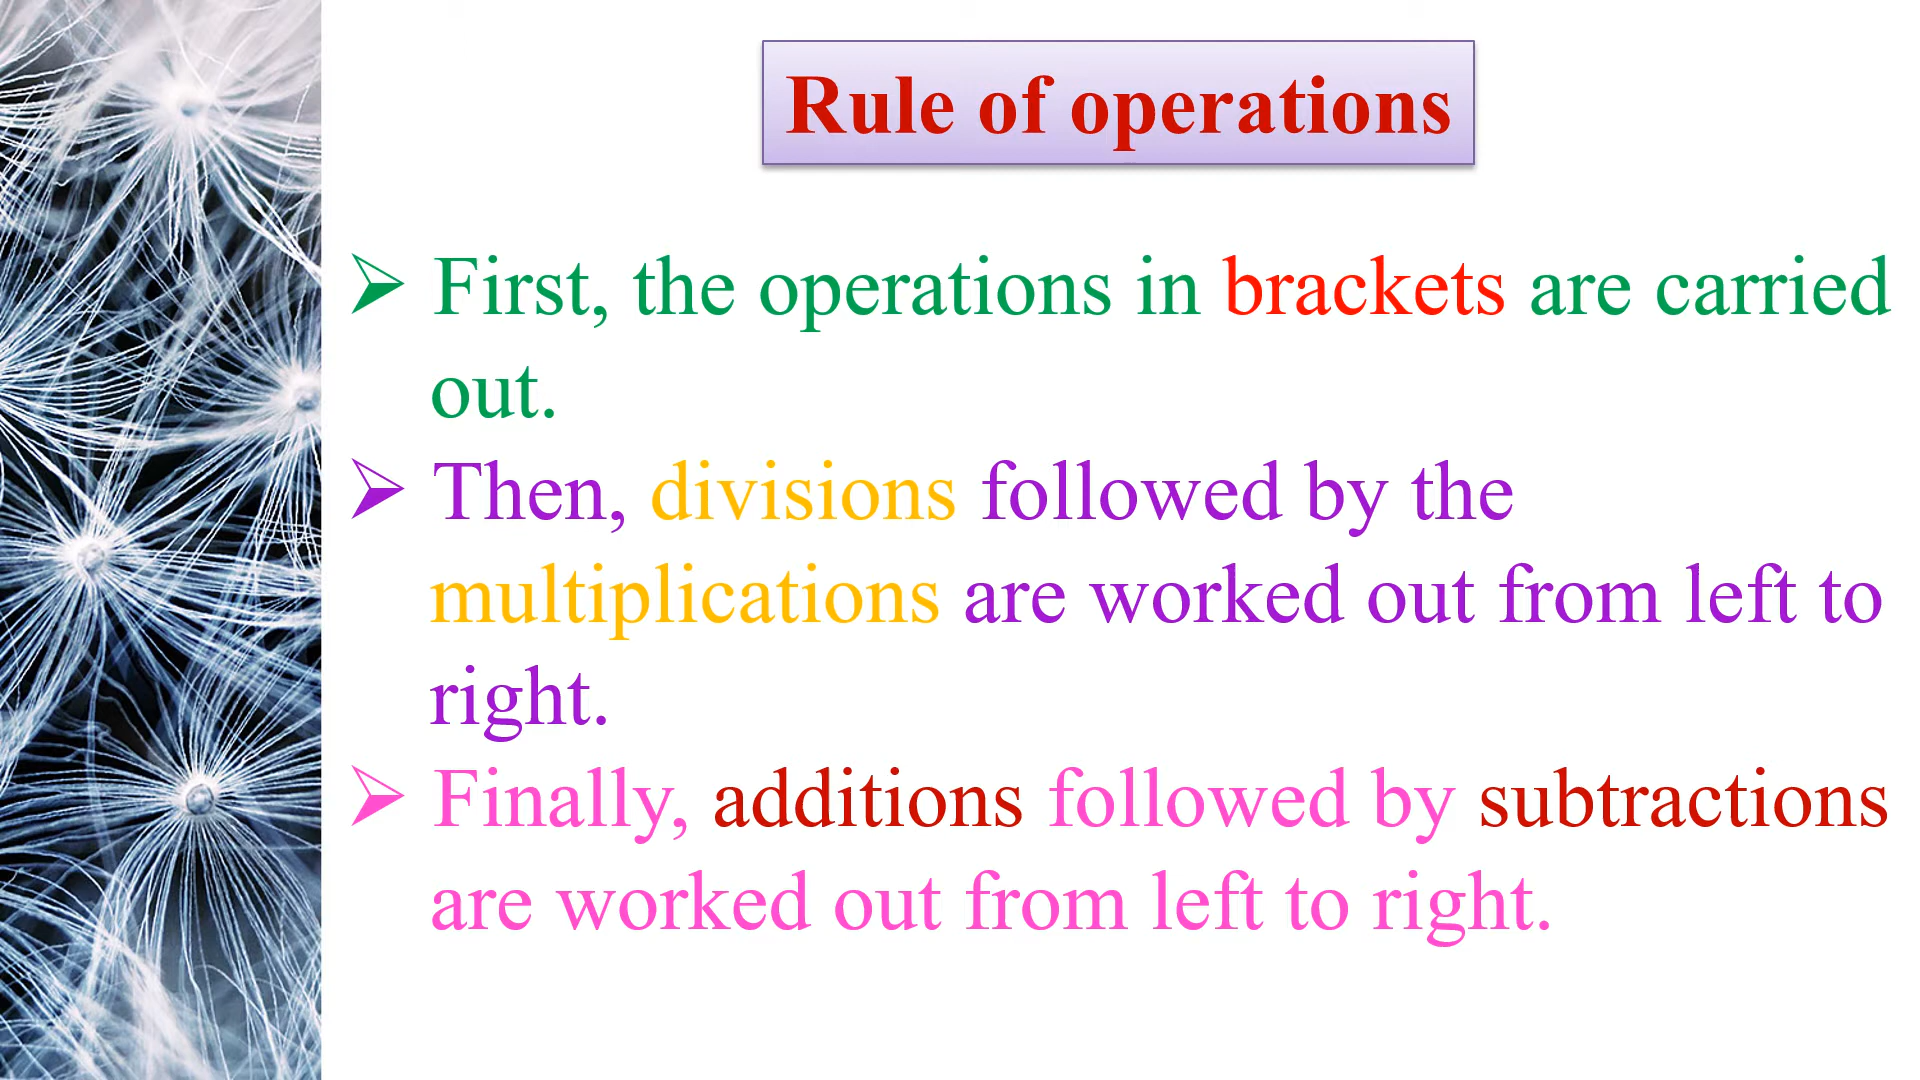 Rule of operations
First, the operations in brackets are carried
out.
Then, divisions followed by the
multiplications are worked out from left to
right.
Finally, additions followed by subtractions
are worked out from left to right.